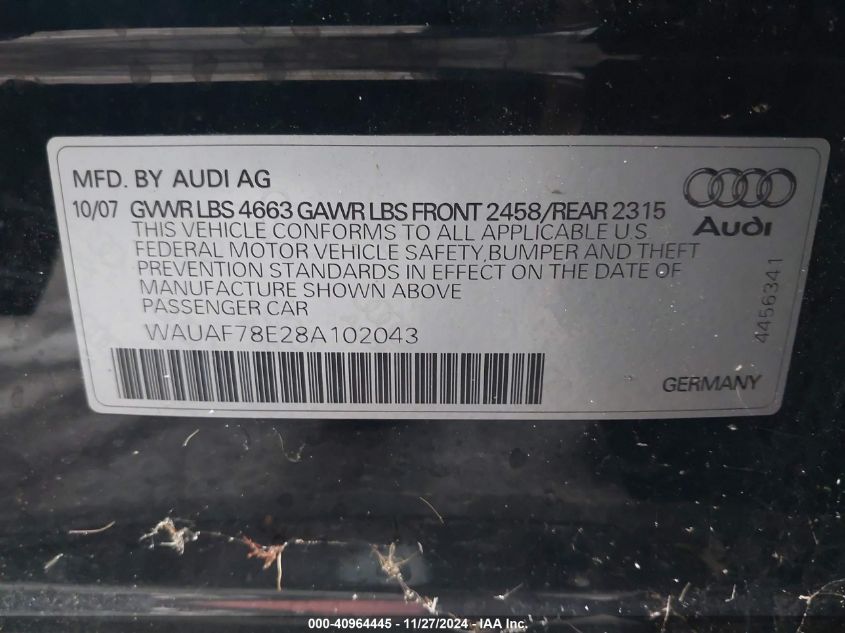 MFD. BY AUDI AG
10/07 GVWR LBS 4663 GAWR LBS FRONT 2458/REAR 2315
Audi
THIS VEHICLE CONFORMS TO ALL APPLICABLE U.S.
FEDERAL MOTOR VEHICLE SAFETY,BUMPER AND THEFT
PREVENTION STANDARDS IN EFFECT ON THE DATE OF
MANUFACTURE SHOWN ABOVE
PASSENGER CAR
WAUAF78E28A102043
4456341
GERMANY
000-40964445 - 11/27/2024 - IAA Inc.